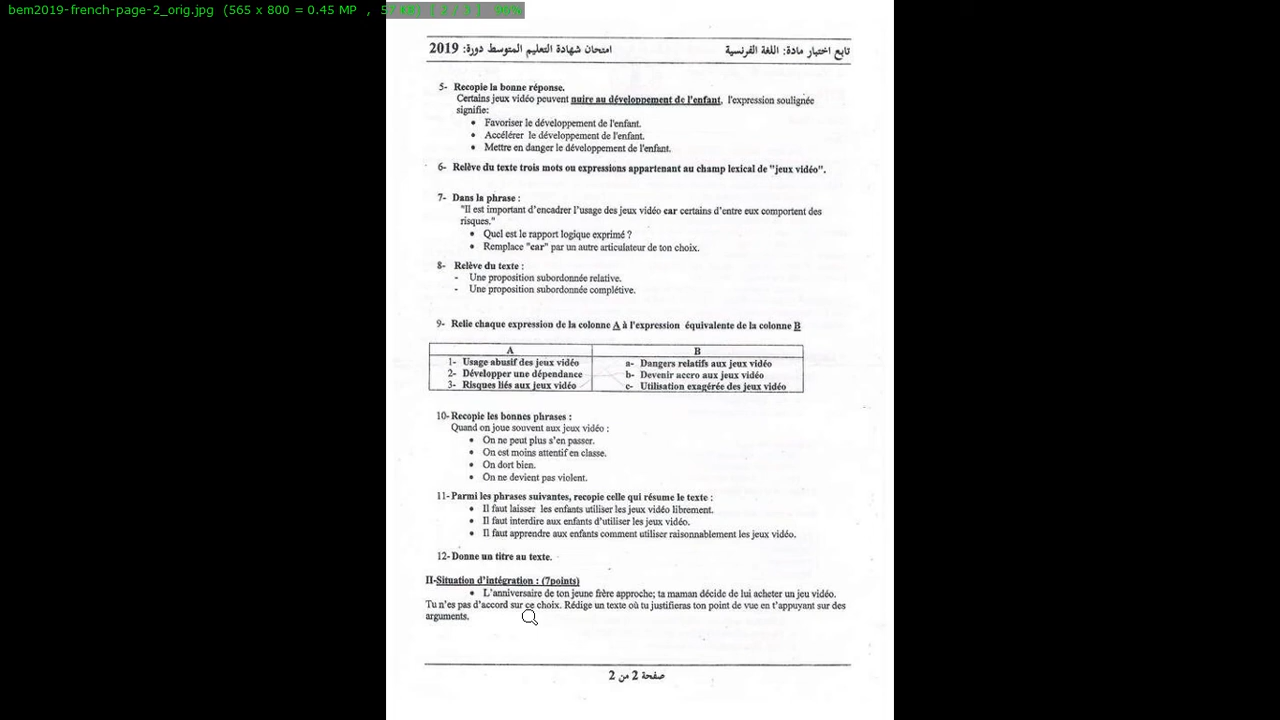 bem2019-french-page-2_orig.jpg (565 x 800 = 0.45 MP , 57 KB) [ 2 / 3 ] 90%
امتحان شهادة التعليم المتوسط دورة: 2019
تابع اختبار مادة: اللغة الفرنسية
5- Recopie la bonne réponse.
Certains jeux vidéo peuvent nuire au développement de l'enfant, l'expression soulignée
signifie:
• Favoriser le développement de l'enfant.
• Accélérer le développement de l'enfant.
• Mettre en danger le développement de l'enfant.
6- Relève du texte trois mots ou expressions appartenant au champ lexical de "jeux vidéo".
7- Dans la phrase :
"Il est important d'encadrer l'usage des jeux vidéo car certains d'entre eux comportent des
risques."
• Quel est le rapport logique exprimé ?
• Remplace "car" par un autre articulateur de ton choix.
8- Relève du texte :
- Une proposition subordonnée relative.
- Une proposition subordonnée complétive.
9- Relie chaque expression de la colonne A à l'expression équivalente de la colonne B
A B
1- Usage abusif des jeux vidéo a- Dangers relatifs aux jeux vidéo
2- Développer une dépendance b- Devenir accro aux jeux vidéo
3- Risques liés aux jeux vidéo c- Utilisation exagérée des jeux vidéo
10- Recopie les bonnes phrases :
Quand on joue souvent aux jeux vidéo :
• On ne peut plus s'en passer.
• On est moins attentif en classe.
• On dort bien.
• On ne devient pas violent.
11- Parmi les phrases suivantes, recopie celle qui résume le texte :
• Il faut laisser les enfants utiliser les jeux vidéo librement.
• Il faut interdire aux enfants d'utiliser les jeux vidéo.
• Il faut apprendre aux enfants comment utiliser raisonnablement les jeux vidéo.
12- Donne un titre au texte.
II-Situation d'intégration : (7points)
• L'anniversaire de ton jeune frère approche; ta maman décide de lui acheter un jeu vidéo.
Tu n'es pas d'accord sur ce choix. Rédige un texte où tu justifieras ton point de vue en t'appuyant sur des
arguments.
صفحة 2 من 2